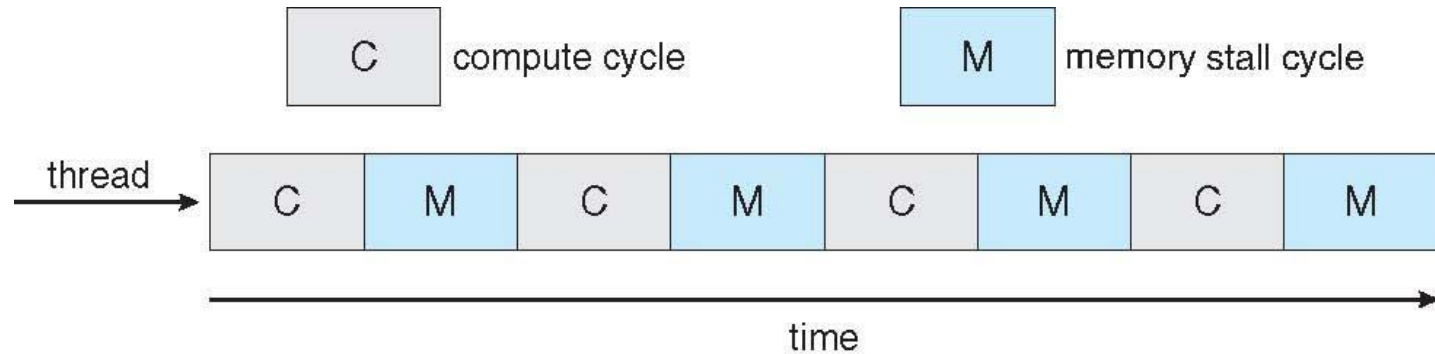 C compute cycle M memory stall cycle
thread
C M C M C M C M
time